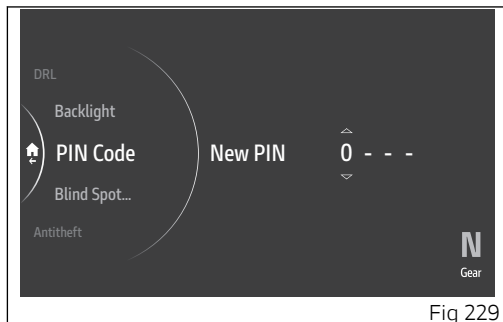 DRL
Backlight
PIN Code New PIN 0 - - -
Blind Spot...
Antitheft
N
Gear
Fig 229